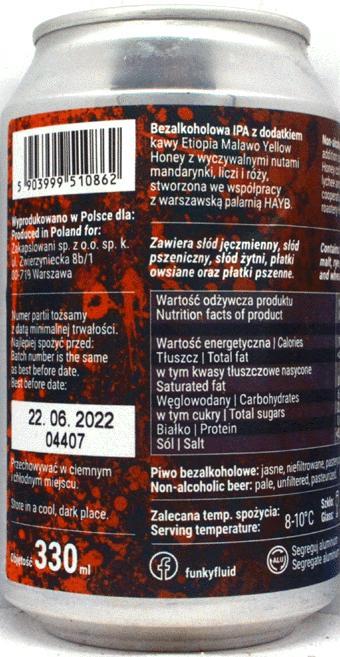 5 903999 510862
Wyprodukowano w Polsce dla:
Produced in Poland for:
Zakapslowani sp. z o.o. sp. k.
ul. Zwierzyniecka 8b/1
00-719 Warszawa
Numer partii tożsamy
z datą minimalnej trwałości.
Najlepiej spożyć przed:
Batch number is the same
as best before date.
Best before date:
22. 06. 2022
04407
Przechowywać w ciemnym
i chłodnym miejscu.
Store in a cool, dark place.
Objętość 330 ml
Bezalkoholowa IPA z dodatkiem
kawy Etiopia Malawo Yellow
Honey z wyczywalnymi nutami
mandarynki, liczi i róży,
stworzona we współpracy
z warszawską palarnią HAYB.
Zawiera słód jęczmienny, słód
pszeniczny, słód żytni, płatki
owsiane oraz płatki pszenne.
Wartość odżywcza produktu
Nutrition facts of product
Wartość energetyczna | Calories
Tłuszcz | Total fat
w tym kwasy tłuszczowe nasycone
Saturated fat
Węglowodany | Carbohydrates
w tym cukry | Total sugars
Białko | Protein
Sól | Salt
Piwo bezalkoholowe: jasne, niefiltrowane,
Non-alcoholic beer: pale, unfiltered,
Zalecana temp. spożycia:
Serving temperature:
8-10°C
funkyfluid
ALU
Segreguj aluminium
Segregate